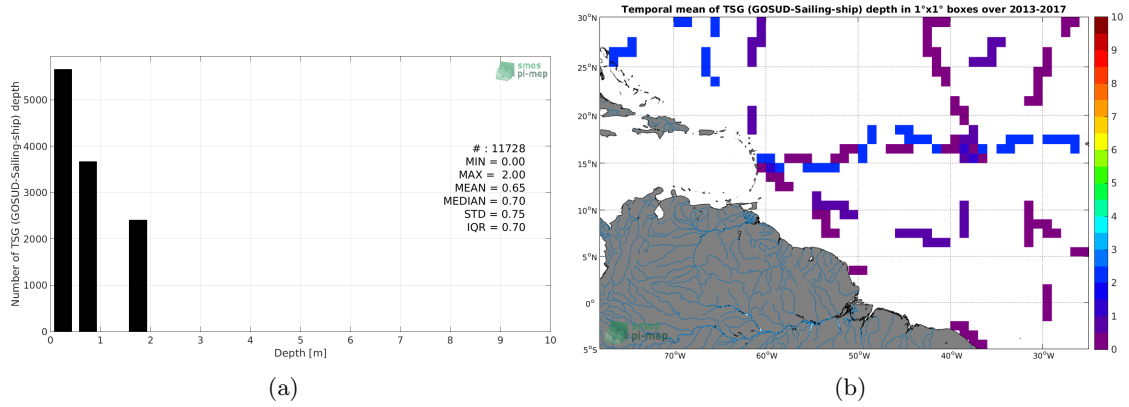 smos
pi-mep
Number of TSG (GOSUD-Sailing-ship) depth
5000
4000
3000
2000
1000
0
# : 11728
MIN = 0.00
MAX = 2.00
MEAN = 0.65
MEDIAN = 0.70
STD = 0.75
IQR = 0.70
0 1 2 3 4 5 6 7 8 9 10
Depth [m]
(a)
Temporal mean of TSG (GOSUD-Sailing-ship) depth in 1°x1° boxes over 2013-2017
30°N
25°N
20°N
15°N
10°N
5°N
0°
5°S
70°W 60°W 50°W 40°W 30°W
smos
pi-mep
10
9
8
7
6
5
4
3
2
1
0
(b)